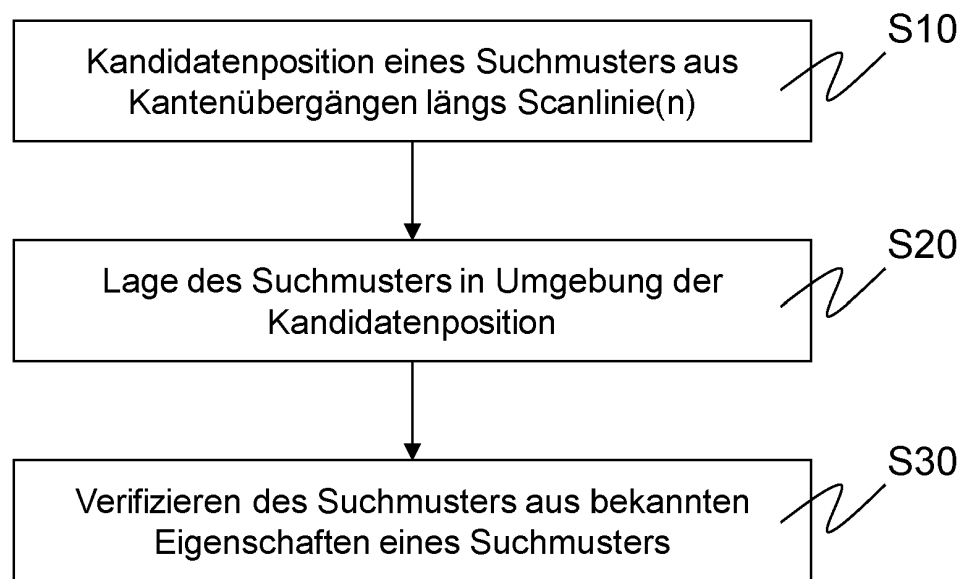 S10
Kandidatenposition eines Suchmusters aus
Kantenübergängen längs Scanlinie(n)
S20
Lage des Suchmusters in Umgebung der
Kandidatenposition
S30
Verifizieren des Suchmusters aus bekannten
Eigenschaften eines Suchmusters